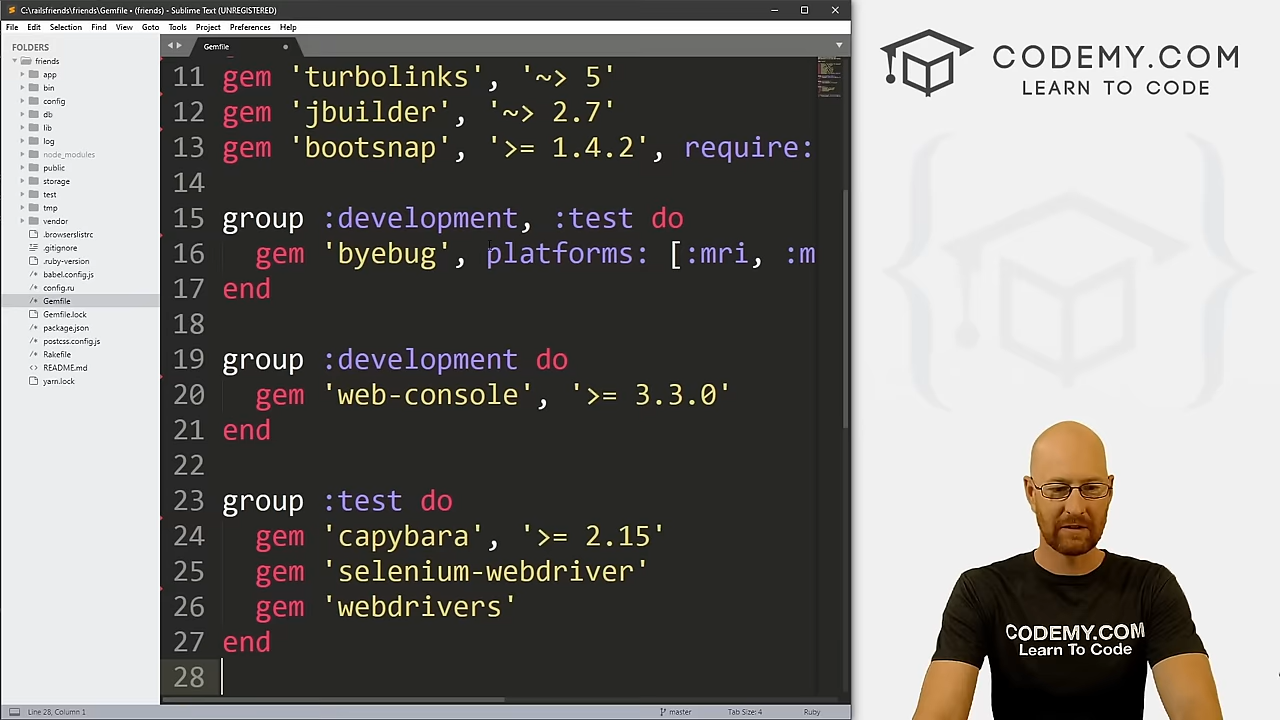 C:\railsfriends\friends\Gemfile • (friends) - Sublime Text (UNREGISTERED)
File Edit Selection Find View Goto Tools Project Preferences Help
FOLDERS
friends
app
bin
config
db
lib
log
node_modules
public
storage
test
tmp
vendor
.browserslistrc
.gitignore
.ruby-version
babel.config.js
config.ru
Gemfile
Gemfile.lock
package.json
postcss.config.js
Rakefile
README.md
yarn.lock
Gemfile
11 gem 'turbolinks', '~> 5'
12 gem 'jbuilder', '~> 2.7'
13 gem 'bootsnap', '>= 1.4.2', require:
14
15 group :development, :test do
16 gem 'byebug', platforms: [:mri, :m
17 end
18
19 group :development do
20 gem 'web-console', '>= 3.3.0'
21 end
22
23 group :test do
24 gem 'capybara', '>= 2.15'
25 gem 'selenium-webdriver'
26 gem 'webdrivers'
27 end
28
Line 28, Column 1
master
Tab Size: 4
Ruby
CODEMY.COM
LEARN TO CODE
CODEMY.COM
Learn To Code